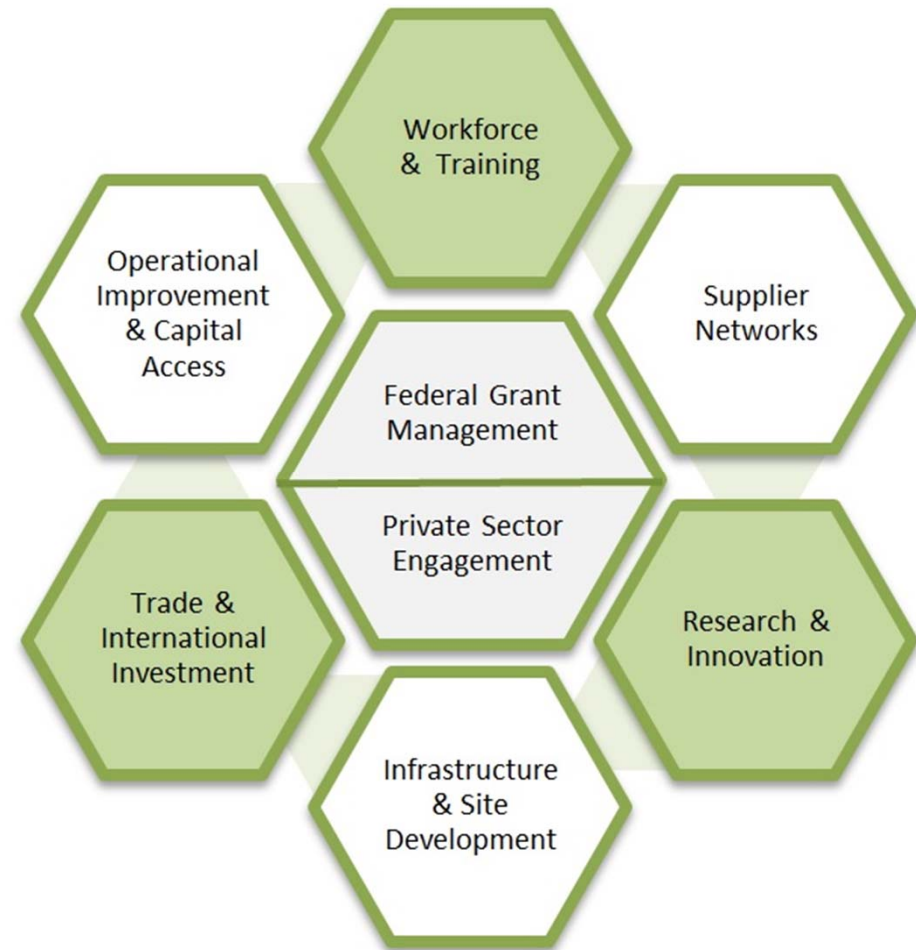 Workforce
& Training
Operational
Improvement
& Capital
Access
Supplier
Networks
Federal Grant
Management
Private Sector
Engagement
Trade &
International
Investment
Research &
Innovation
Infrastructure
& Site
Development